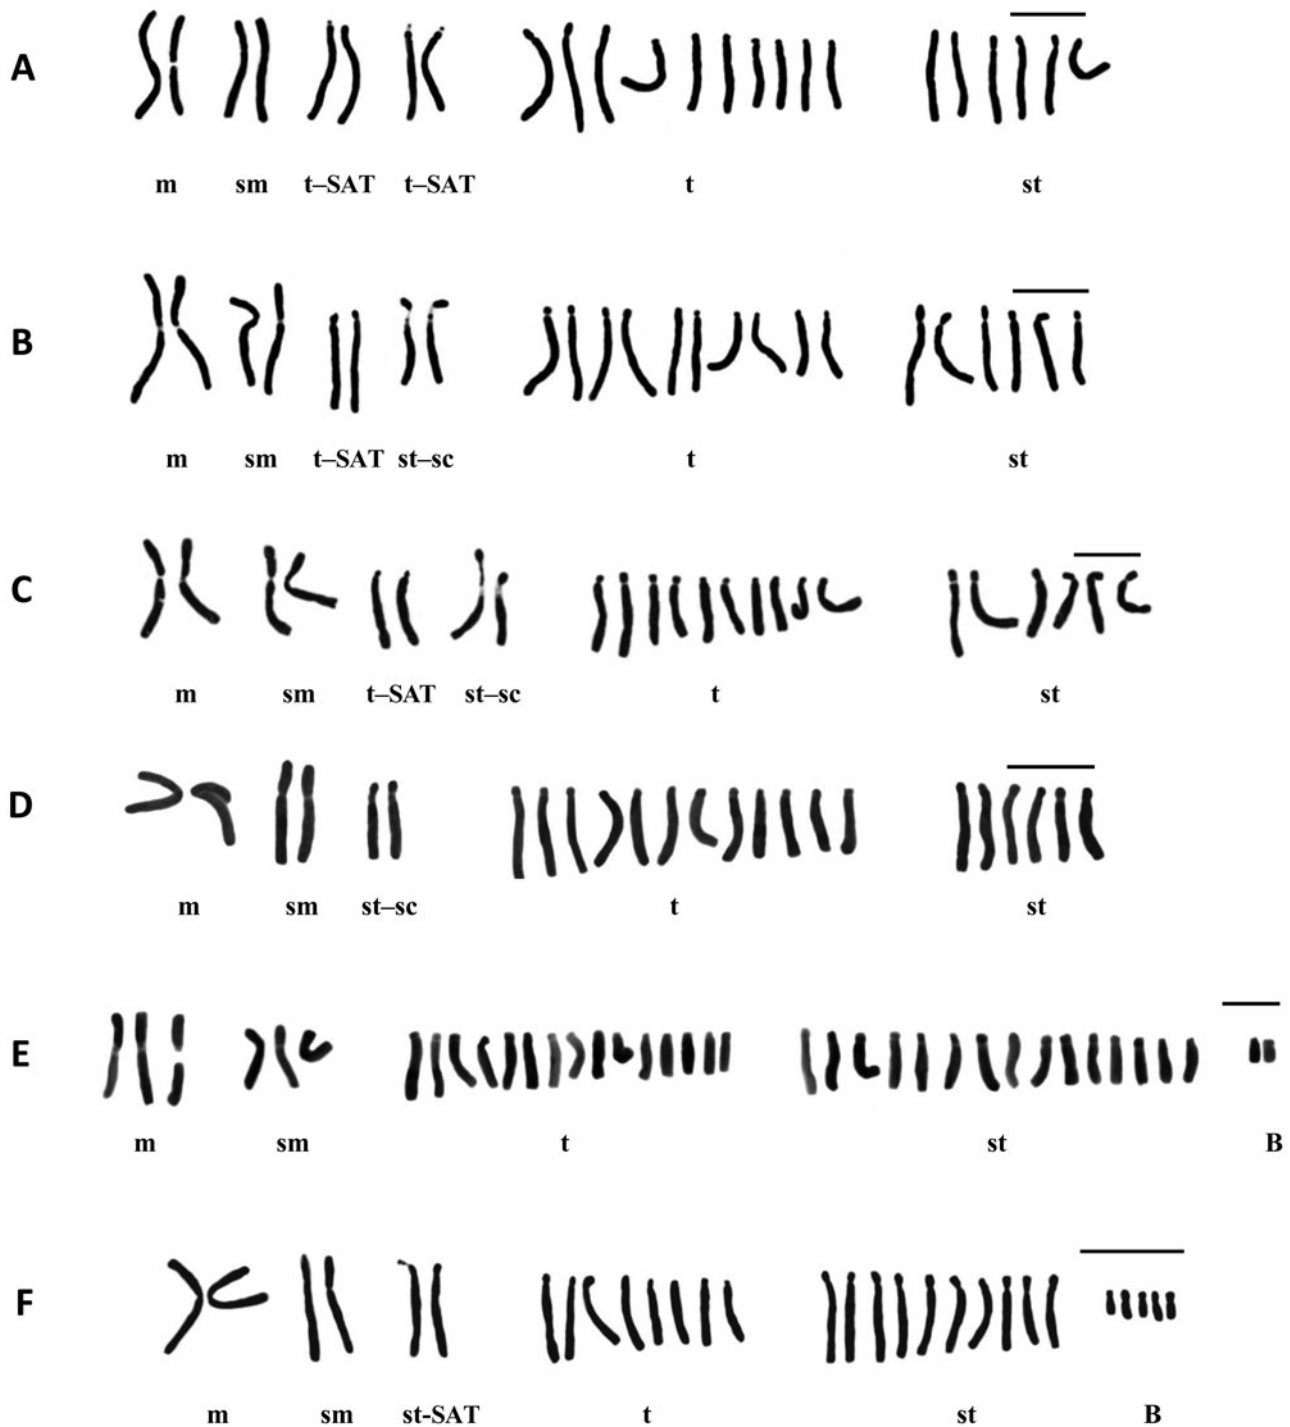 A
m sm t–SAT t–SAT t st
B
m sm t–SAT st–sc t st
C
m sm t–SAT st–sc t st
D
m sm st–sc t st
E
m sm t st B
F
m sm st-SAT t st B